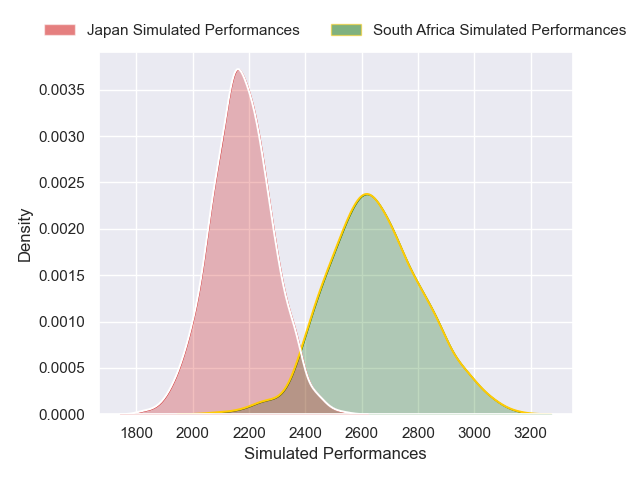 Japan Simulated Performances South Africa Simulated Performances
0.0035
0.0030
0.0025
0.0020
0.0015
0.0010
0.0005
0.0000
Density
1800 2000 2200 2400 2600 2800 3000 3200
Simulated Performances